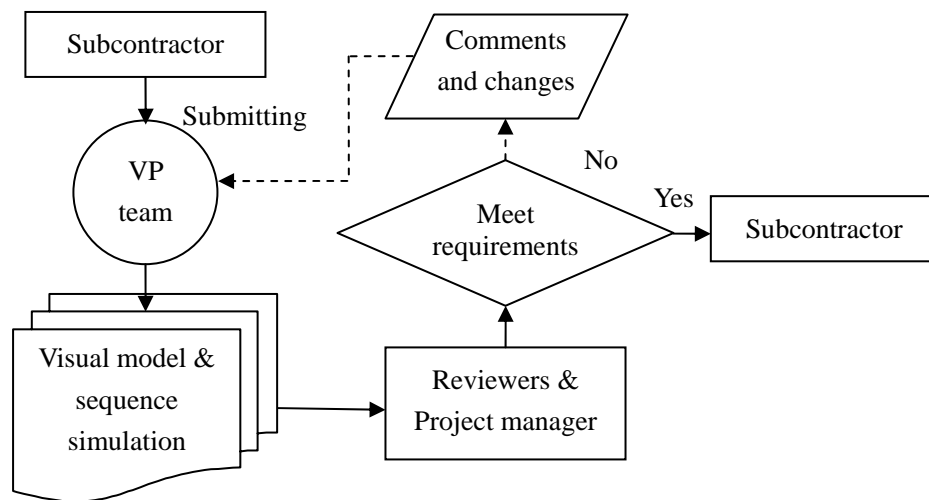 Subcontractor
Submitting
VP
team
Visual model &
sequence
simulation
Reviewers &
Project manager
Meet
requirements
No
Comments
and changes
Yes
Subcontractor